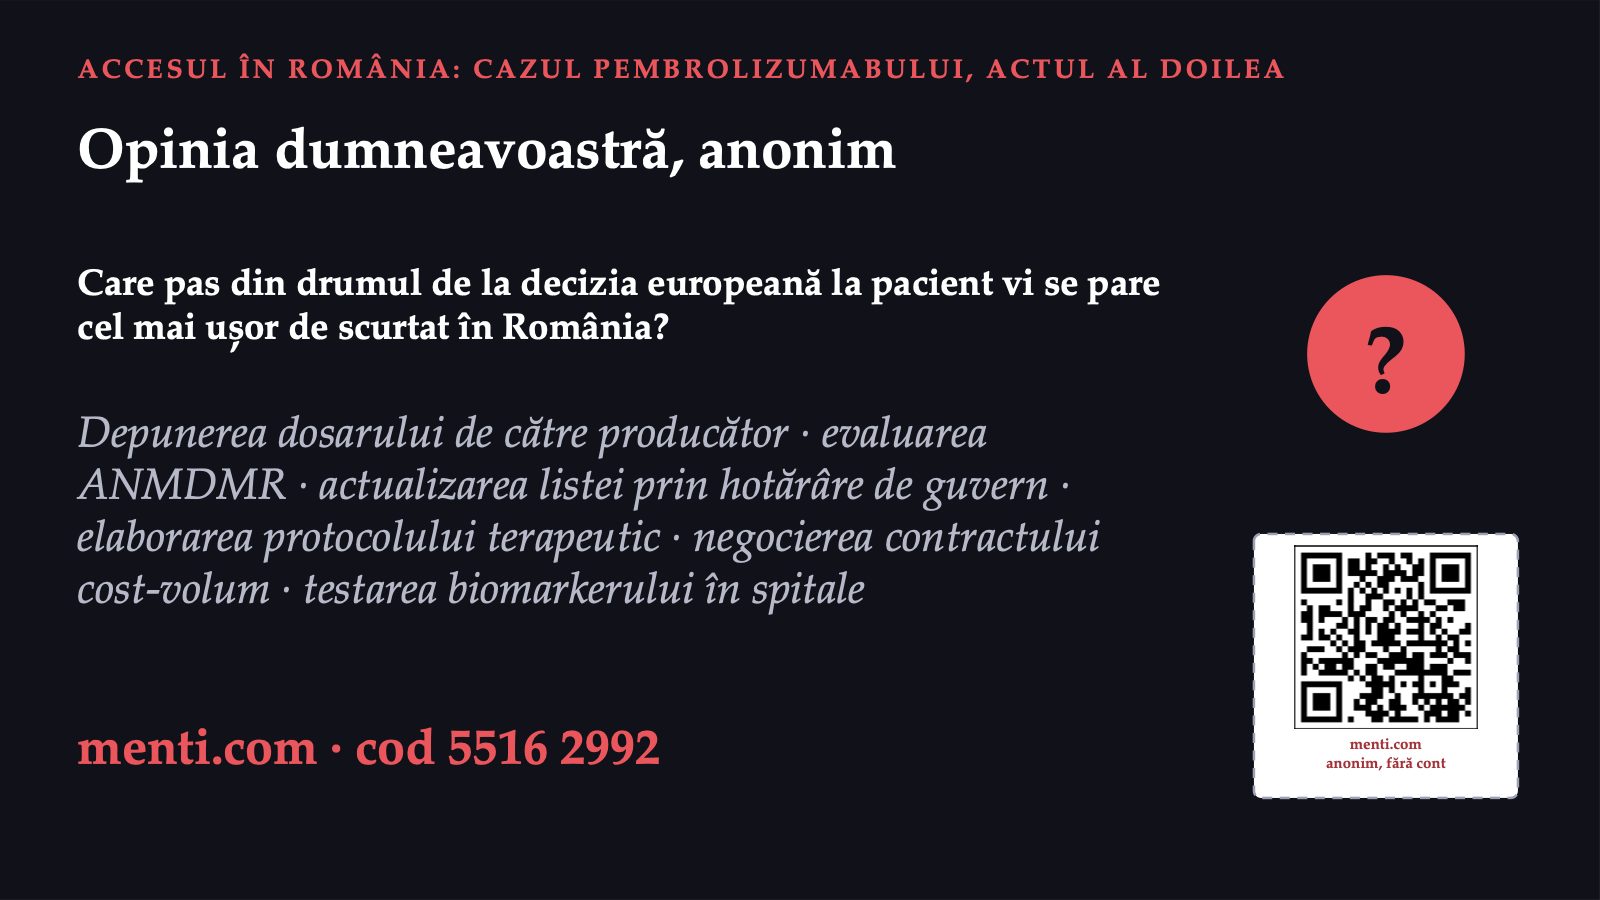 ACCESUL ÎN ROMÂNIA: CAZUL PEMBROLIZUMABULUI, ACTUL AL DOILEA
Opinia dumneavoastră, anonim
Care pas din drumul de la decizia europeană la pacient vi se pare
cel mai ușor de scurtat în România?
?
Depunerea dosarului de către producător · evaluarea
ANMDMR · actualizarea listei prin hotărâre de guvern ·
elaborarea protocolului terapeutic · negocierea contractului
cost-volum · testarea biomarkerului în spitale
menti.com · cod 5516 2992
menti.com
anonim, fără cont